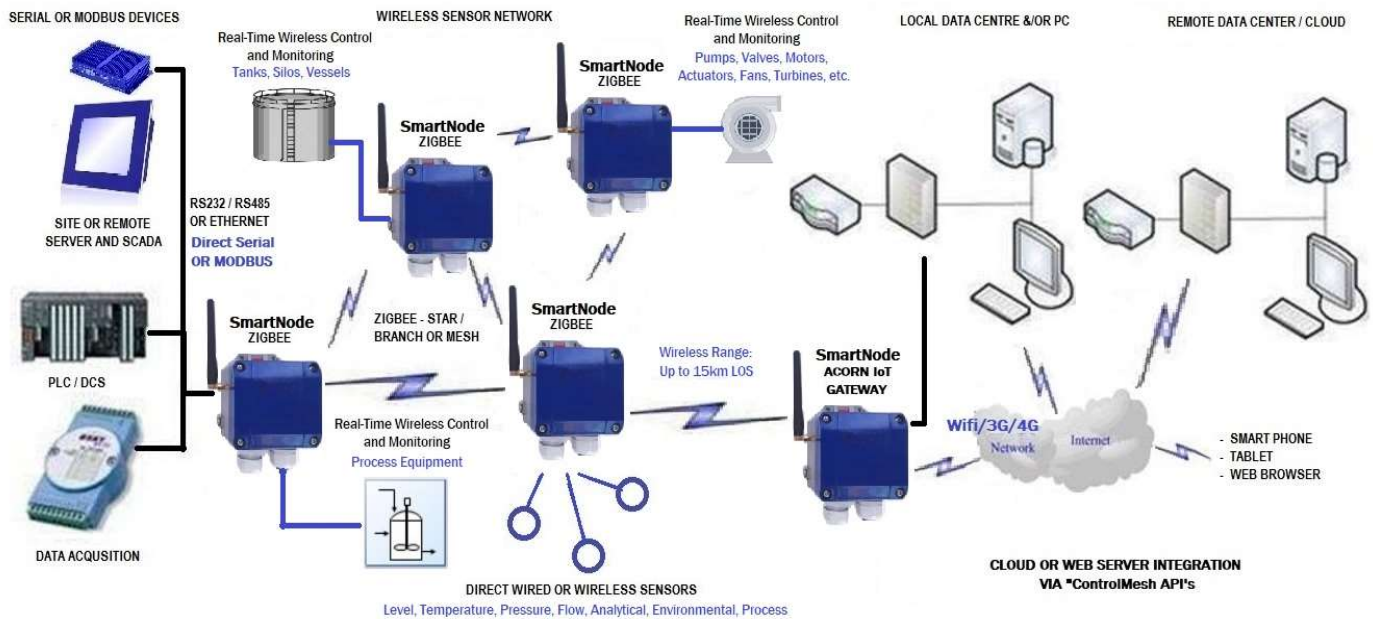 SERIAL OR MODBUS DEVICES
WIRELESS SENSOR NETWORK
LOCAL DATA CENTRE &/OR PC
REMOTE DATA CENTER / CLOUD
Real-Time Wireless Control
and Monitoring
Tanks, Silos, Vessels
Real-Time Wireless Control
and Monitoring
Pumps, Valves, Motors,
Actuators, Fans, Turbines, etc.
SmartNode
ZIGBEE
SmartNode
ZIGBEE
SITE OR REMOTE
SERVER AND SCADA
RS232 / RS485
OR ETHERNET
Direct Serial
OR MODBUS
SmartNode
ZIGBEE
ZIGBEE - STAR /
BRANCH OR MESH
SmartNode
ZIGBEE
Wireless Range:
Up to 15km LOS
SmartNode
ACORN IoT
GATEWAY
PLC / DCS
Real-Time Wireless Control
and Monitoring
Process Equipment
Wifi/3G/4G
Network
Internet
- SMART PHONE
- TABLET
- WEB BROWSER
DATA ACQUSITION
DIRECT WIRED OR WIRELESS SENSORS
Level, Temperature, Pressure, Flow, Analytical, Environmental, Process
CLOUD OR WEB SERVER INTEGRATION
VIA "ControlMesh API's